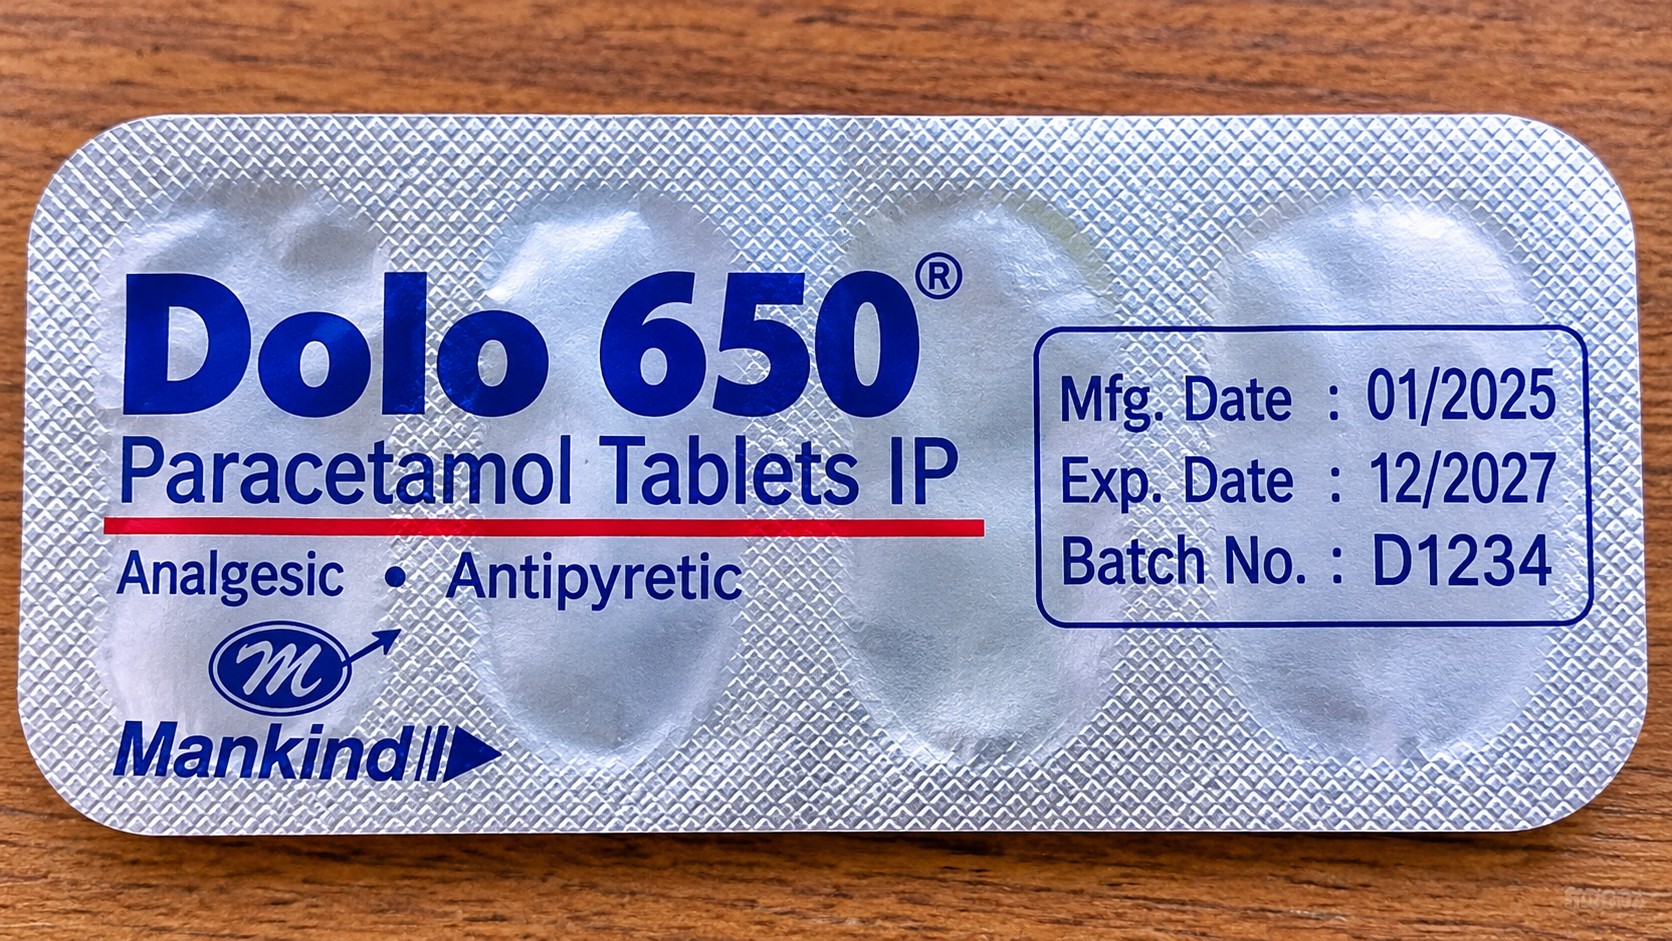 Dolo 650®
Paracetamol Tablets IP
Analgesic • Antipyretic
M
Mankind
Mfg. Date : 01/2025
Exp. Date : 12/2027
Batch No. : D1234